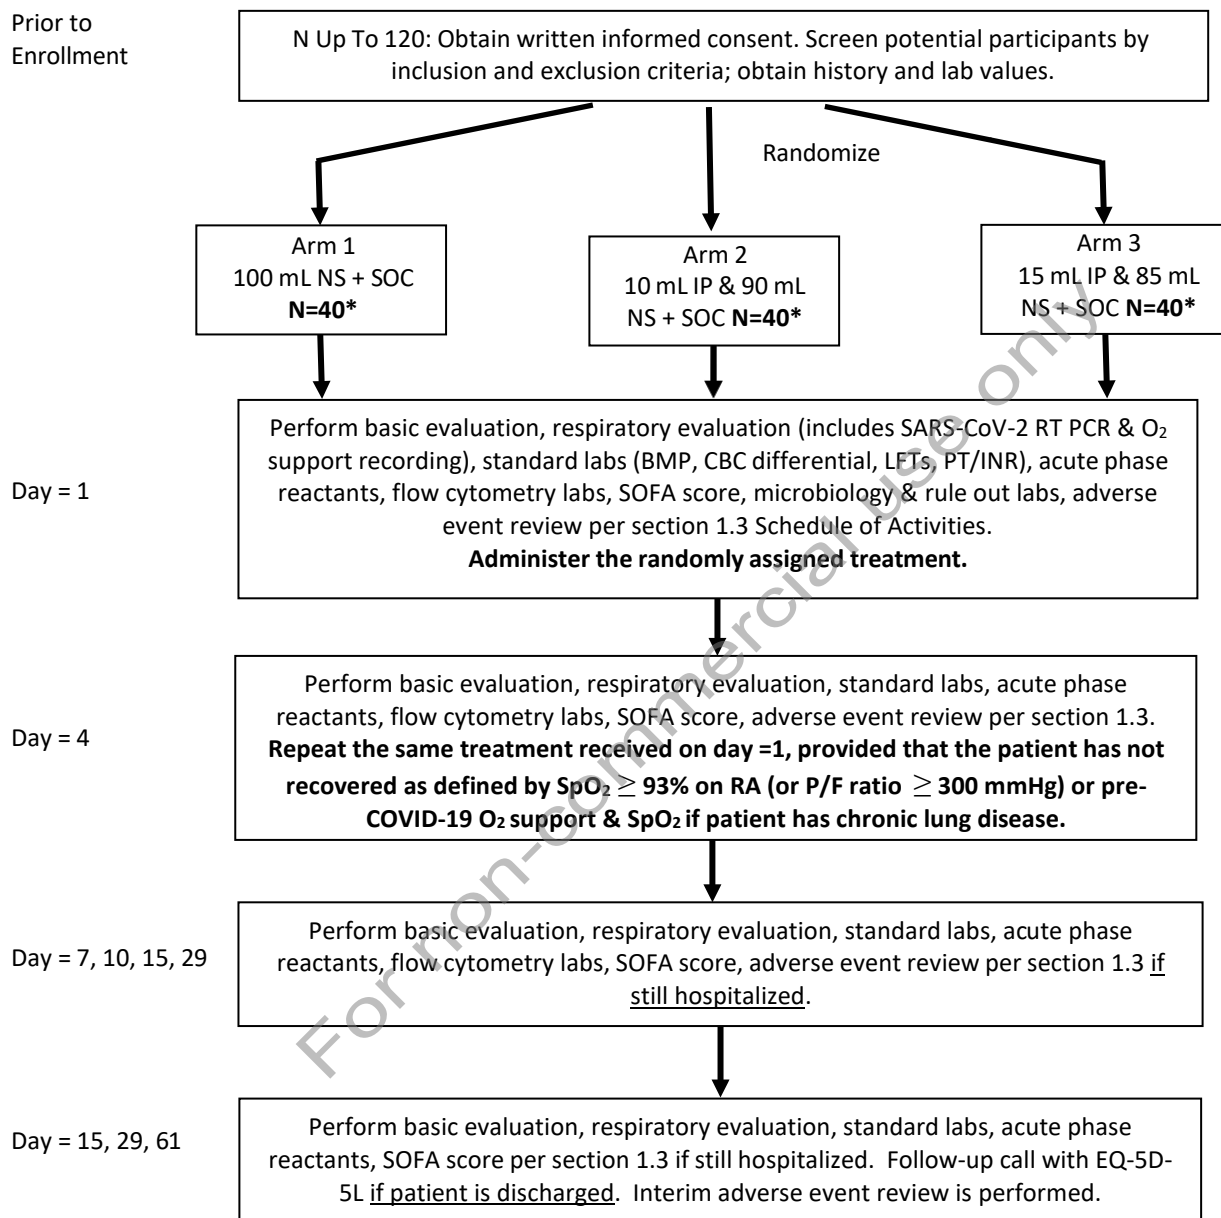 Prior to
Enrollment
N Up To 120: Obtain written informed consent. Screen potential participants by
inclusion and exclusion criteria; obtain history and lab values.
Randomize
Arm 1
100 mL NS + SOC
N=40*
Arm 2
10 mL IP & 90 mL
NS + SOC N=40*
Arm 3
15 mL IP & 85 mL
NS + SOC N=40*
Day = 1
Perform basic evaluation, respiratory evaluation (includes SARS-CoV-2 RT PCR & O₂
support recording), standard labs (BMP, CBC differential, LFTs, PT/INR), acute phase
reactants, flow cytometry labs, SOFA score, microbiology & rule out labs, adverse
event review per section 1.3 Schedule of Activities.
Administer the randomly assigned treatment.
Day = 4
Perform basic evaluation, respiratory evaluation, standard labs, acute phase
reactants, flow cytometry labs, SOFA score, adverse event review per section 1.3.
Repeat the same treatment received on day =1, provided that the patient has not
recovered as defined by SpO₂ ≥ 93% on RA (or P/F ratio ≥ 300 mmHg) or pre-
COVID-19 O₂ support & SpO₂ if patient has chronic lung disease.
Day = 7, 10, 15, 29
Perform basic evaluation, respiratory evaluation, standard labs, acute phase
reactants, flow cytometry labs, SOFA score, adverse event review per section 1.3 if
still hospitalized.
Day = 15, 29, 61
Perform basic evaluation, respiratory evaluation, standard labs, acute phase
reactants, SOFA score per section 1.3 if still hospitalized. Follow-up call with EQ-5D-
5L if patient is discharged. Interim adverse event review is performed.
For non-commercial use only